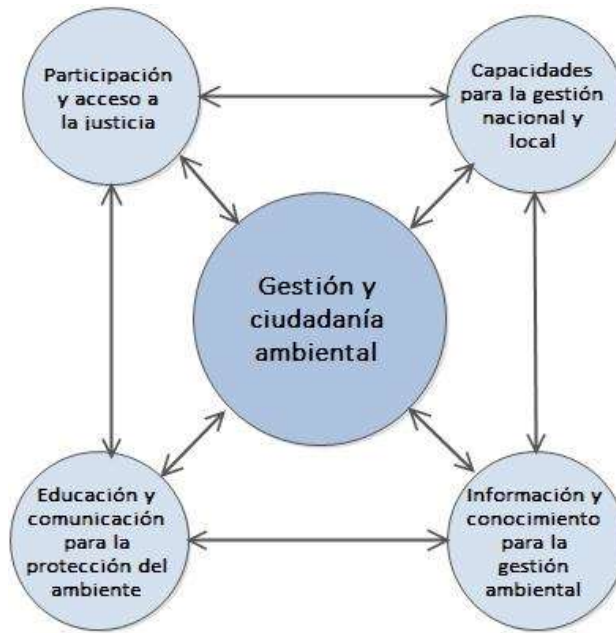 Participación
y acceso a
la justicia
Capacidades
para la gestión
nacional y
local
Gestión y
ciudadanía
ambiental
Educación y
comunicación
para la
protección del
ambiente
Información y
conocimiento
para la
gestión
ambiental